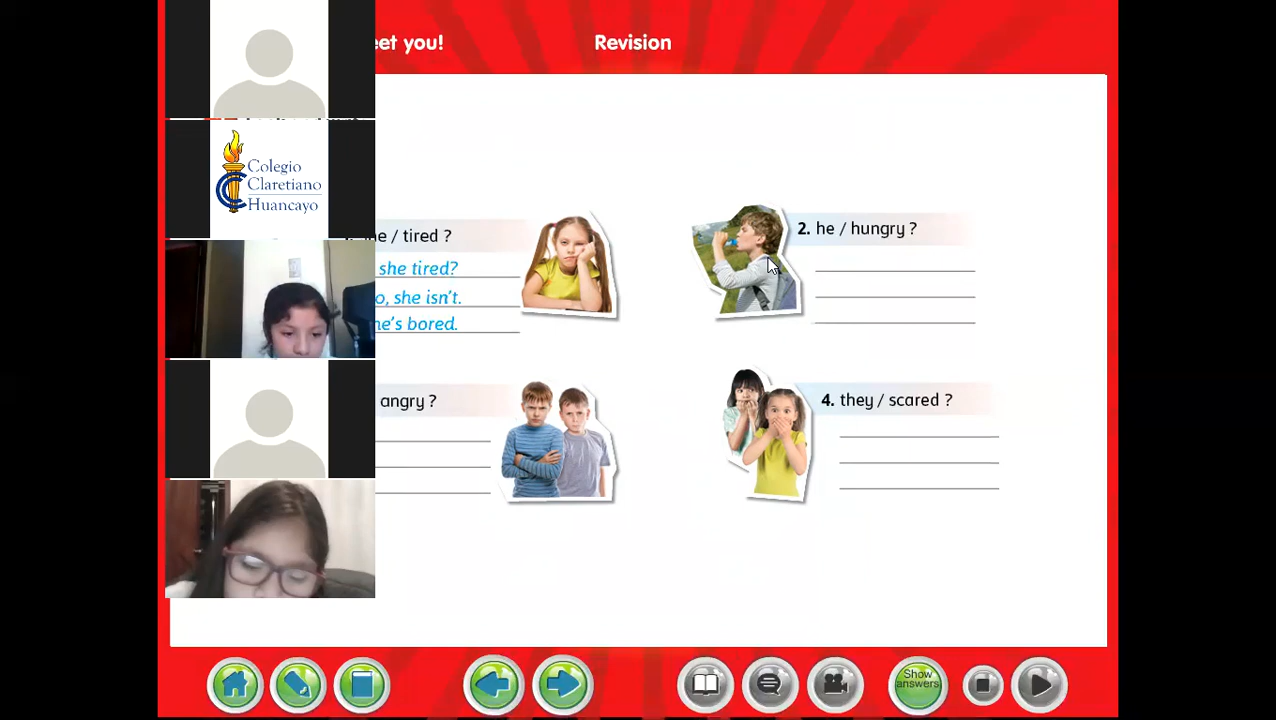 eet you!
Revision
Colegio
Claretiano
Huancayo
he / tired ?
she tired?
o, she isn't.
he's bored.
2. he / hungry ?
angry ?
4. they / scared ?
Show
answers